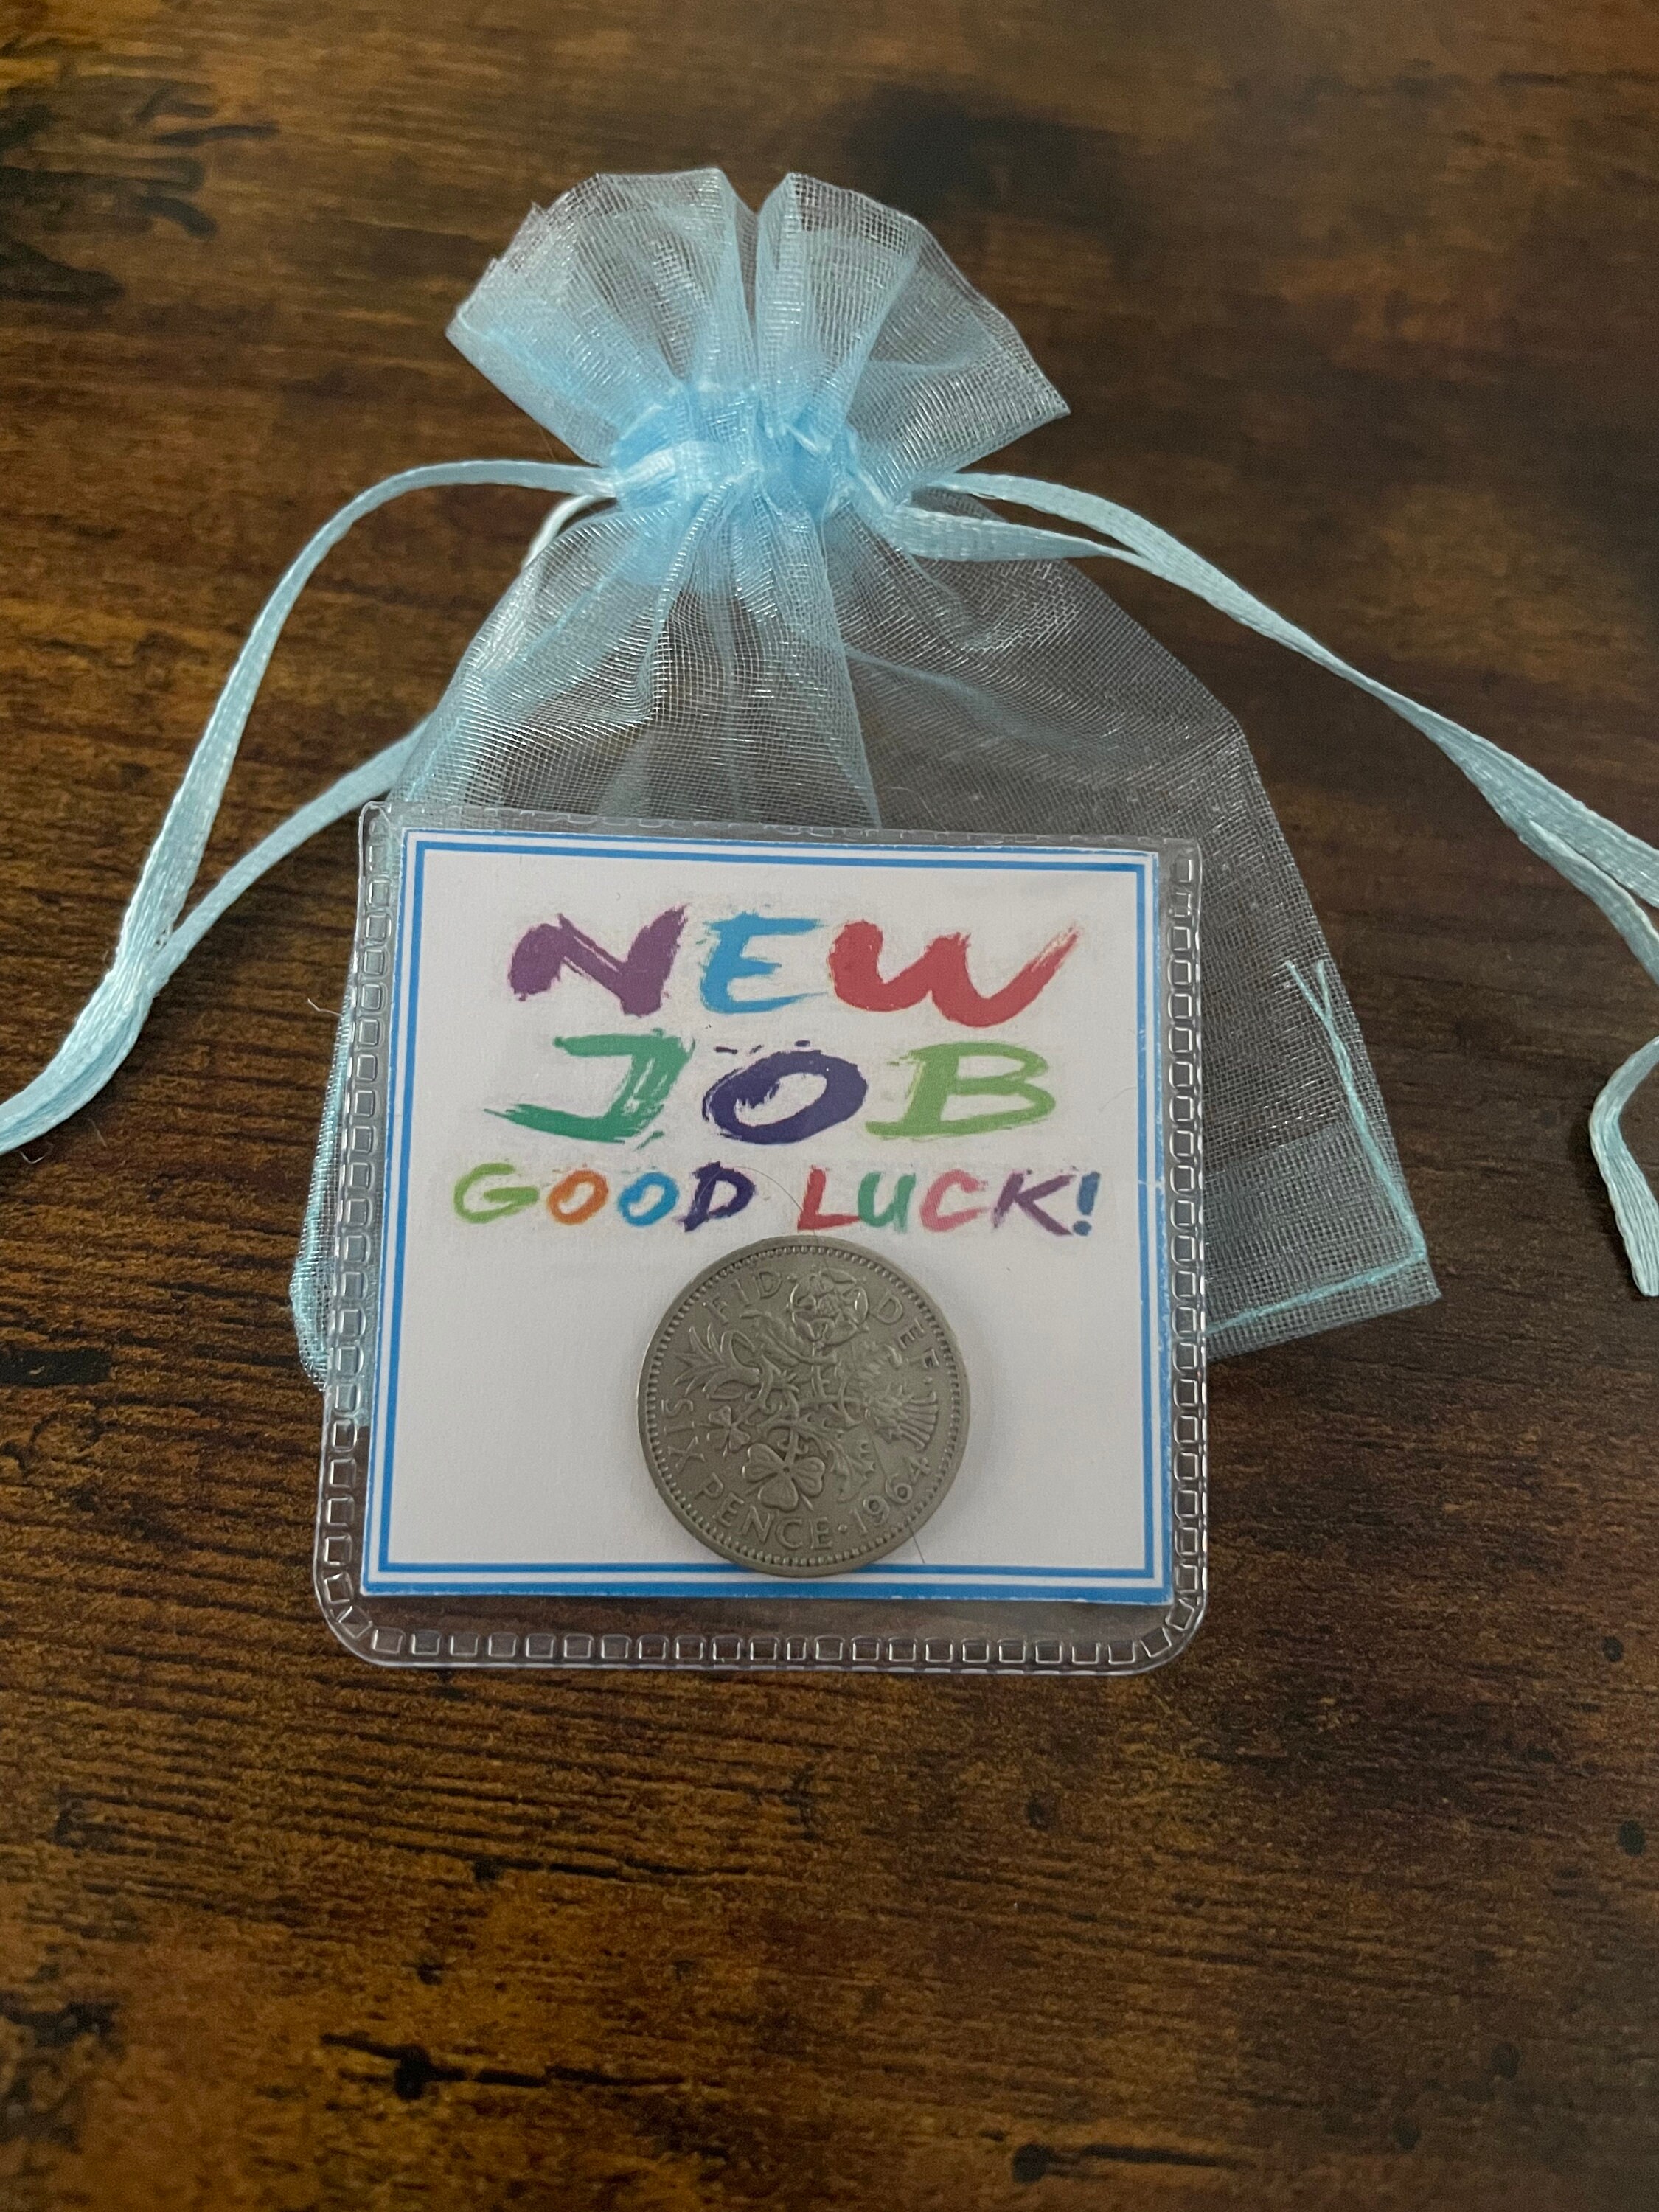 NEW
JOB
GOOD LUCK!
FID · DEF ·
SIX PENCE · 1964